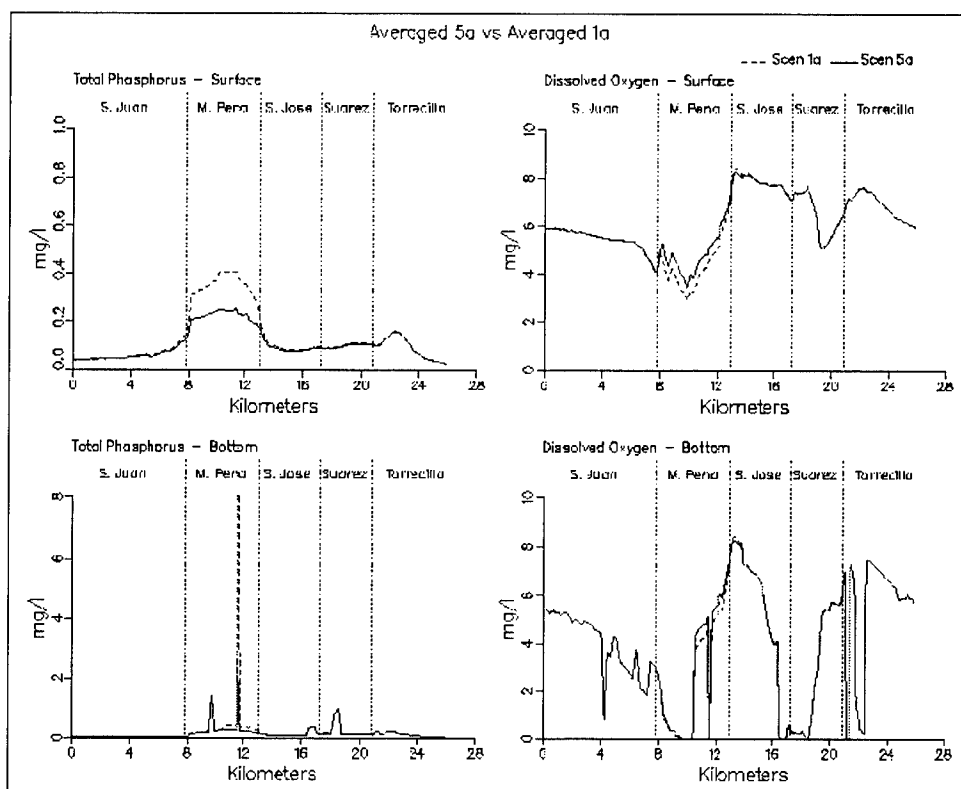 Averaged 5a vs Averaged 1a
Scen 1a
Scen 5a
Total Phosphorus - Surface
S. Juan
M. Pena
S. Jose
Suarez
Torrecilla
mg/l
0.0
0.2
0.4
0.6
0.8
1.0
0
4
8
12
16
20
24
28
Kilometers
Dissolved Oxygen - Surface
S. Juan
M. Pena
S. Jose
Suarez
Torrecilla
mg/l
0
2
4
6
8
10
0
4
8
12
16
20
24
28
Kilometers
Total Phosphorus - Bottom
S. Juan
M. Pena
S. Jose
Suarez
Torrecilla
mg/l
0
2
4
6
8
0
4
8
12
16
20
24
28
Kilometers
Dissolved Oxygen - Bottom
S. Juan
M. Pena
S. Jose
Suarez
Torrecilla
mg/l
0
2
4
6
8
10
0
4
8
12
16
20
24
28
Kilometers